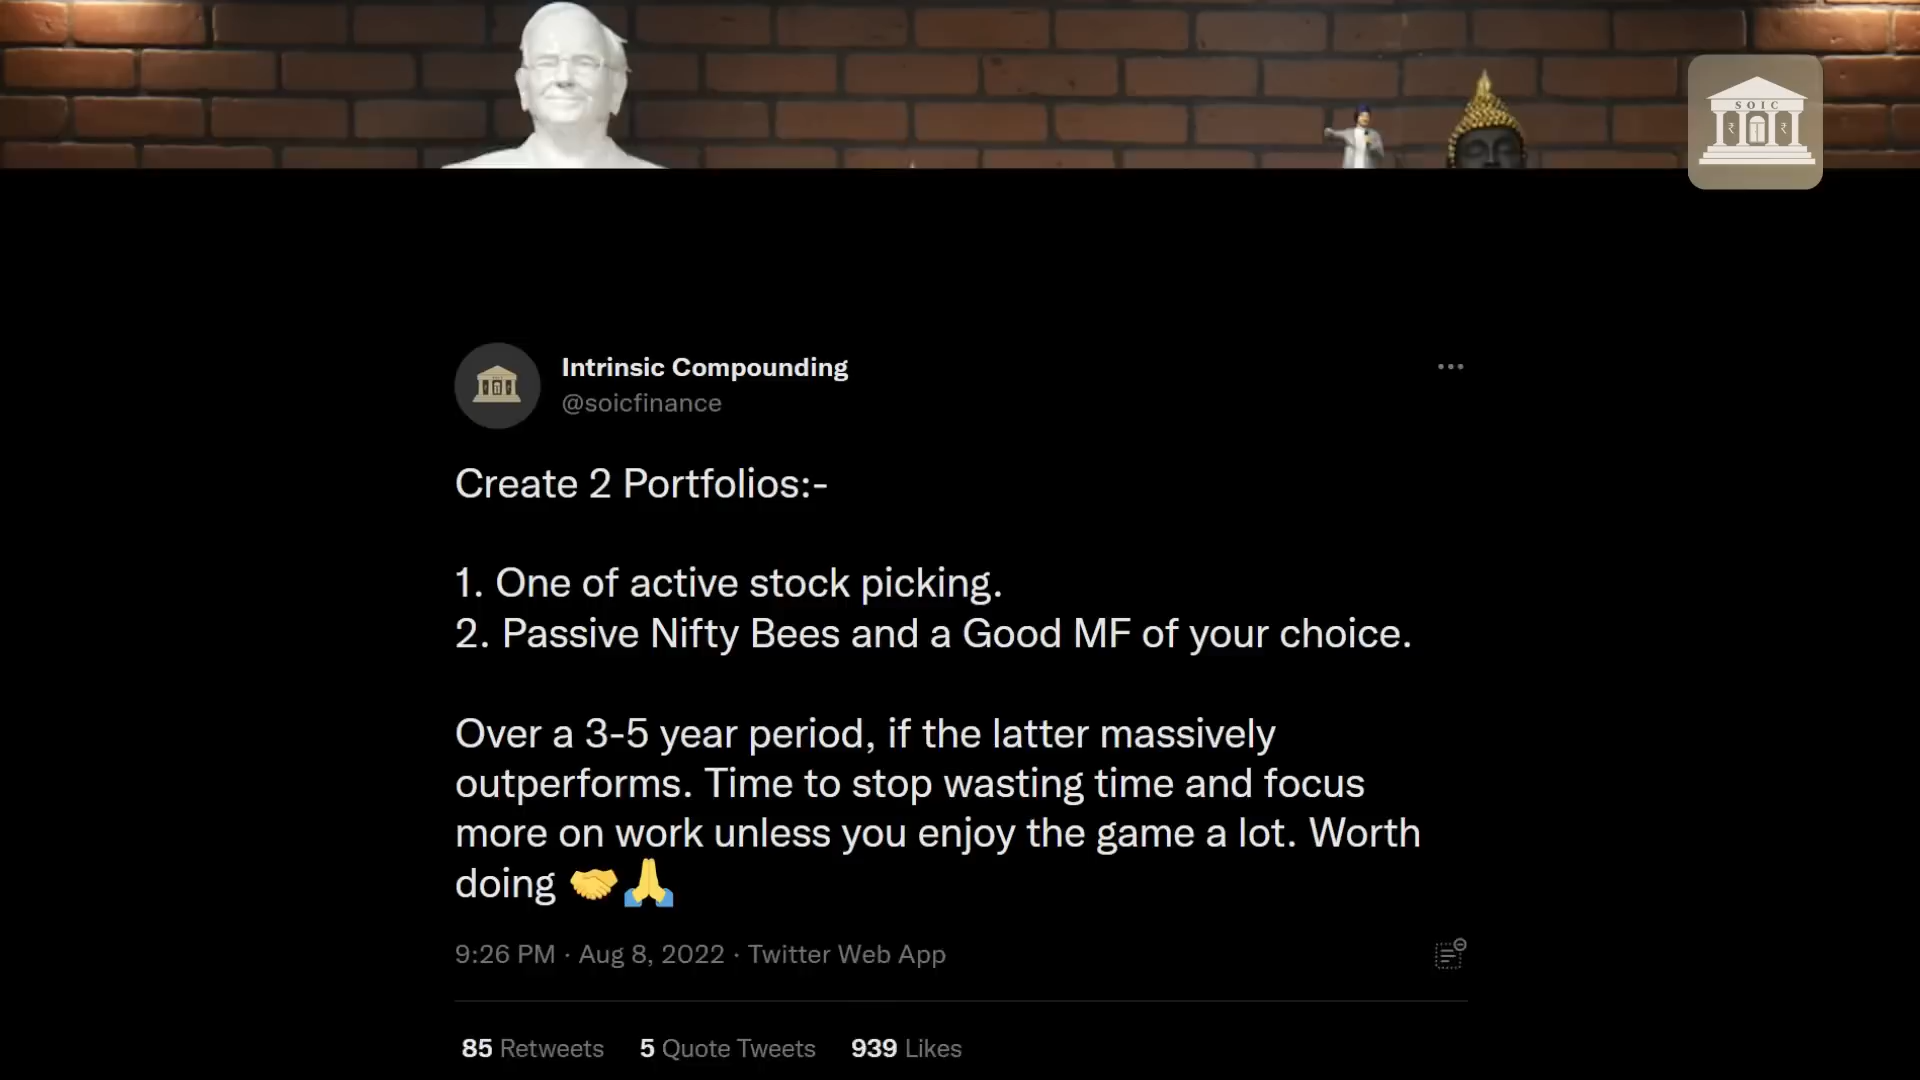 SOIC
Intrinsic Compounding
@soicfinance
Create 2 Portfolios:-
1. One of active stock picking.
2. Passive Nifty Bees and a Good MF of your choice.
Over a 3-5 year period, if the latter massively
outperforms. Time to stop wasting time and focus
more on work unless you enjoy the game a lot. Worth
doing 🤝🙏
9:26 PM · Aug 8, 2022 · Twitter Web App
85 Retweets 5 Quote Tweets 939 Likes